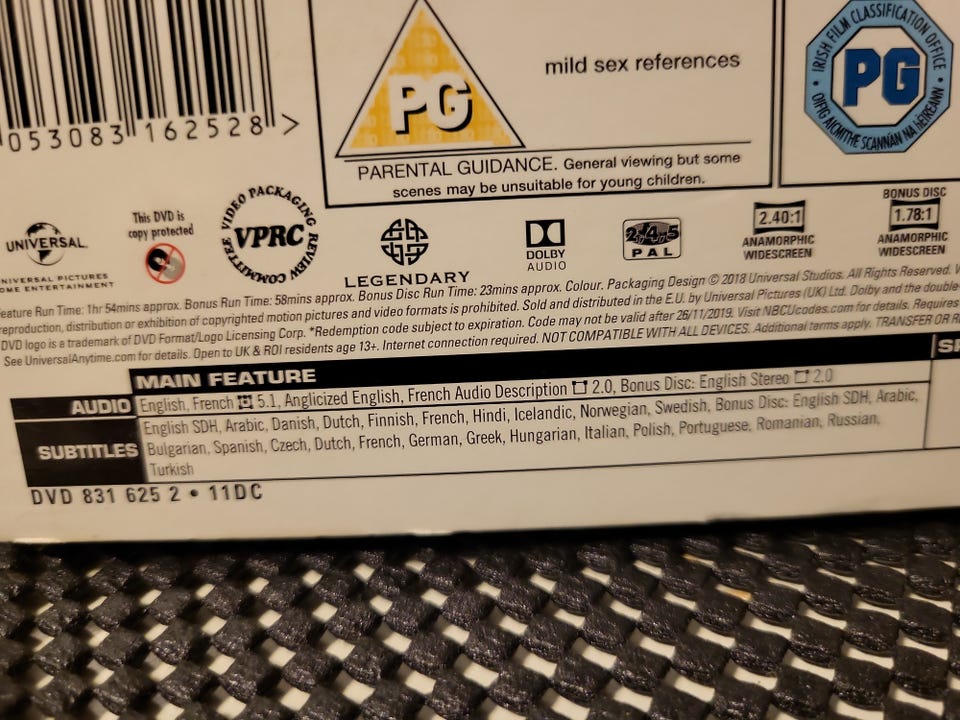 053083 162528 >
PG
mild sex references
PARENTAL GUIDANCE. General viewing but some
scenes may be unsuitable for young children.
IRISH FILM CLASSIFICATION OFFICE
PG
OIFIG AICMITHE SCANNÁN NA hÉIREANN
UNIVERSAL
UNIVERSAL PICTURES
HOME ENTERTAINMENT
This DVD is
copy protected
VIDEO PACKAGING REVIEW COMMITTEE
VPRC
LEGENDARY
DOLBY
AUDIO
2,4,5
PAL
2.40:1
ANAMORPHIC
WIDESCREEN
BONUS DISC
1.78:1
ANAMORPHIC
WIDESCREEN
Feature Run Time: 1hr 54mins approx. Bonus Run Time: 58mins approx. Bonus Disc Run Time: 23mins approx. Colour. Packaging Design © 2018 Universal Studios. All Rights Reserved.
reproduction, distribution or exhibition of copyrighted motion pictures and video formats is prohibited. Sold and distributed in the E.U. by Universal Pictures (UK) Ltd. Dolby and the double-
DVD logo is a trademark of DVD Format/Logo Licensing Corp. *Redemption code subject to expiration. Code may not be valid after 26/11/2019. Visit NBCUcodes.com for details. Requires
See UniversalAnytime.com for details. Open to UK & ROI residents age 13+. Internet connection required. NOT COMPATIBLE WITH ALL DEVICES. Additional terms apply. TRANSFER OR
MAIN FEATURE
AUDIO English, French 5.1, Anglicized English, French Audio Description 2.0, Bonus Disc: English Stereo 2.0
SUBTITLES English SDH, Arabic, Danish, Dutch, Finnish, French, Hindi, Icelandic, Norwegian, Swedish, Bonus Disc: English SDH, Arabic,
Bulgarian, Spanish, Czech, Dutch, French, German, Greek, Hungarian, Italian, Polish, Portuguese, Romanian, Russian,
Turkish
DVD 831 625 2 • 11DC